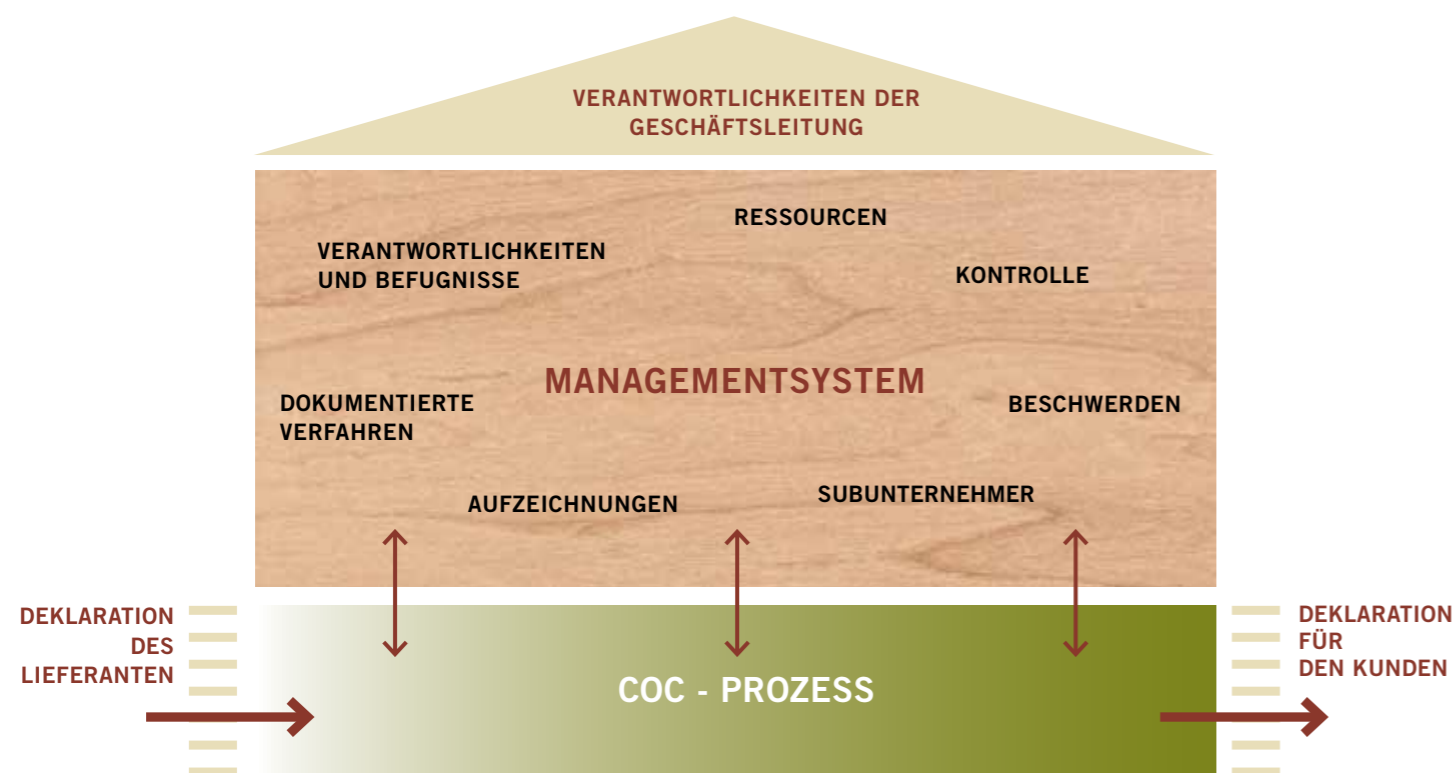 VERANTWORTLICHKEITEN DER
GESCHÄFTSLEITUNG
RESSOURCEN
VERANTWORTLICHKEITEN
UND BEFUGNISSE
KONTROLLE
MANAGEMENTSYSTEM
DOKUMENTIERTE
VERFAHREN
BESCHWERDEN
AUFZEICHNUNGEN
SUBUNTERNEHMER
DEKLARATION
DES
LIEFERANTEN
COC - PROZESS
DEKLARATION
FÜR
DEN KUNDEN